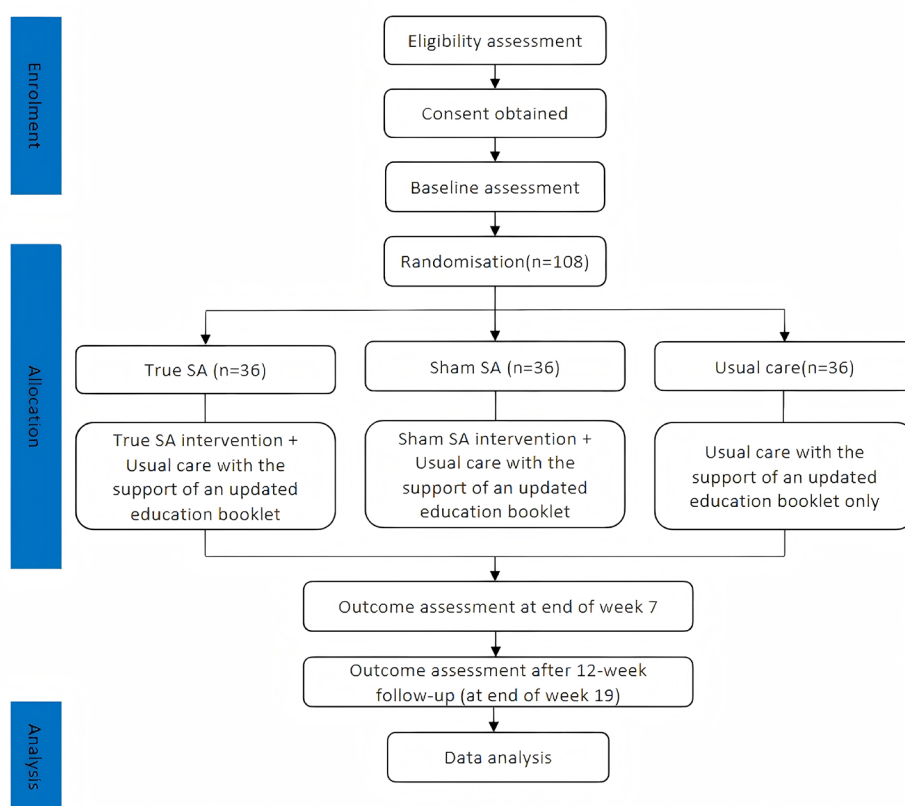 Enrolment
Eligibility assessment
Consent obtained
Baseline assessment
Allocation
Randomisation(n=108)
True SA (n=36)
Sham SA (n=36)
Usual care(n=36)
True SA intervention +
Usual care with the
support of an updated
education booklet
Sham SA intervention +
Usual care with the
support of an updated
education booklet
Usual care with the
support of an updated
education booklet only
Outcome assessment at end of week 7
Outcome assessment after 12-week
follow-up (at end of week 19)
Analysis
Data analysis